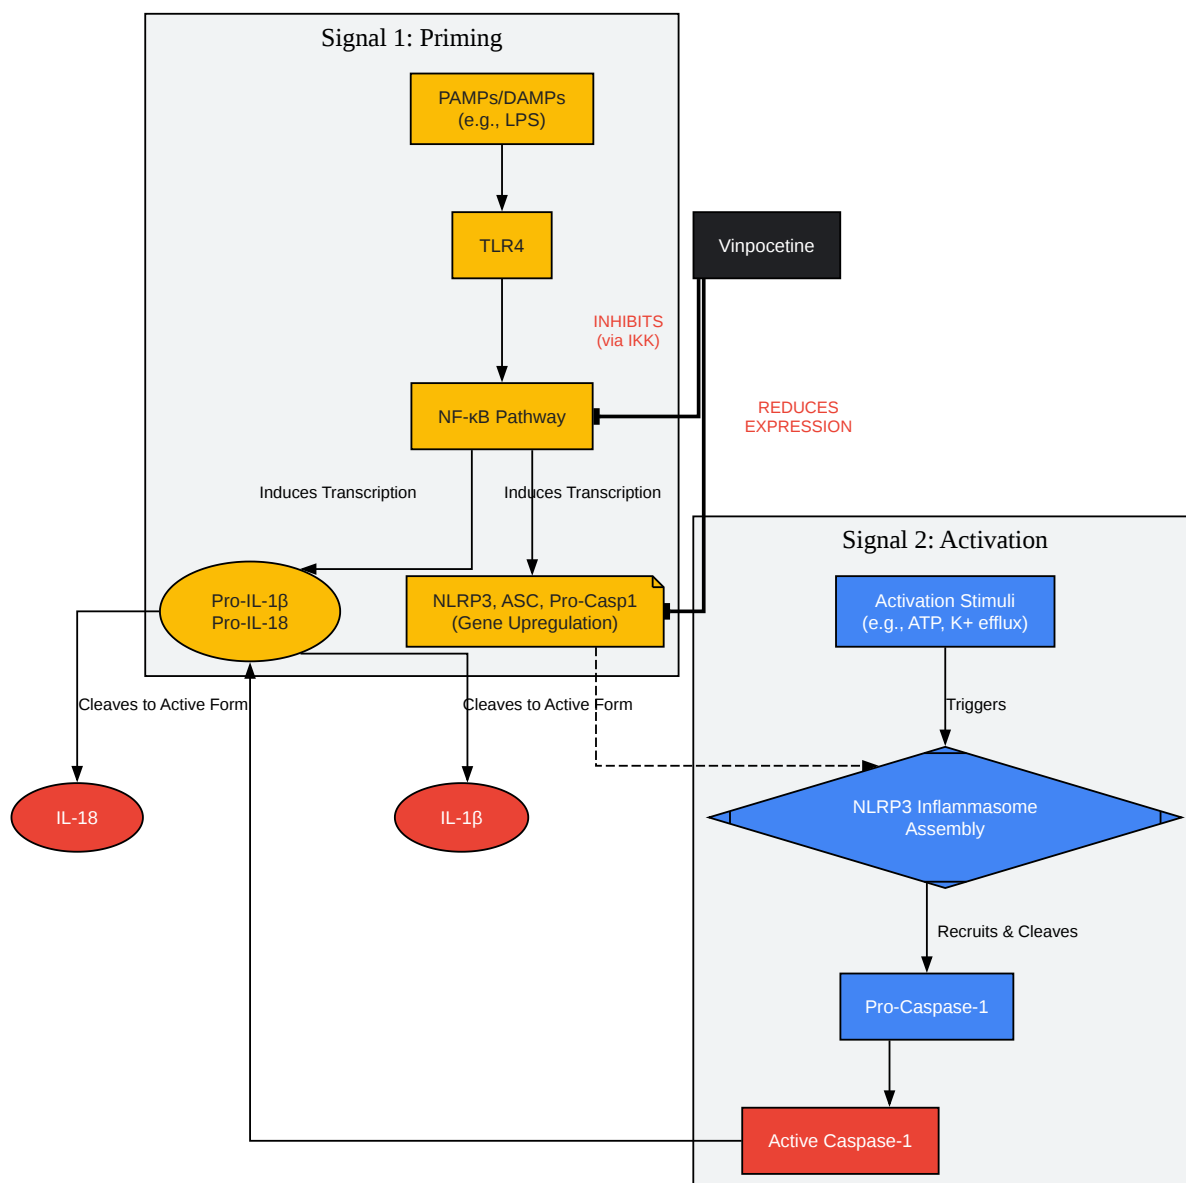 Signal 1: Priming
PAMPs/DAMPs
(e.g., LPS)
TLR4
Vinpocetine
INHIBITS
(via IKK)
NF-κB Pathway
REDUCES
EXPRESSION
Induces Transcription
Induces Transcription
Signal 2: Activation
Pro-IL-1β
Pro-IL-18
NLRP3, ASC, Pro-Casp1
(Gene Upregulation)
Activation Stimuli
(e.g., ATP, K+ efflux)
Cleaves to Active Form
Cleaves to Active Form
Triggers
IL-18
IL-1β
NLRP3 Inflammasome
Assembly
Recruits & Cleaves
Pro-Caspase-1
Active Caspase-1